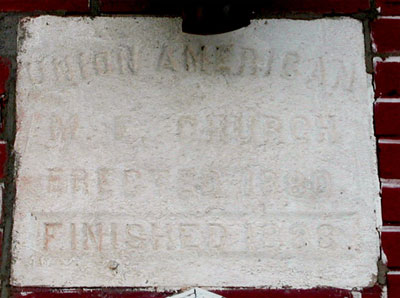 UNION AMERICAN
M. E. CHURCH
ERECTED
FINISHED